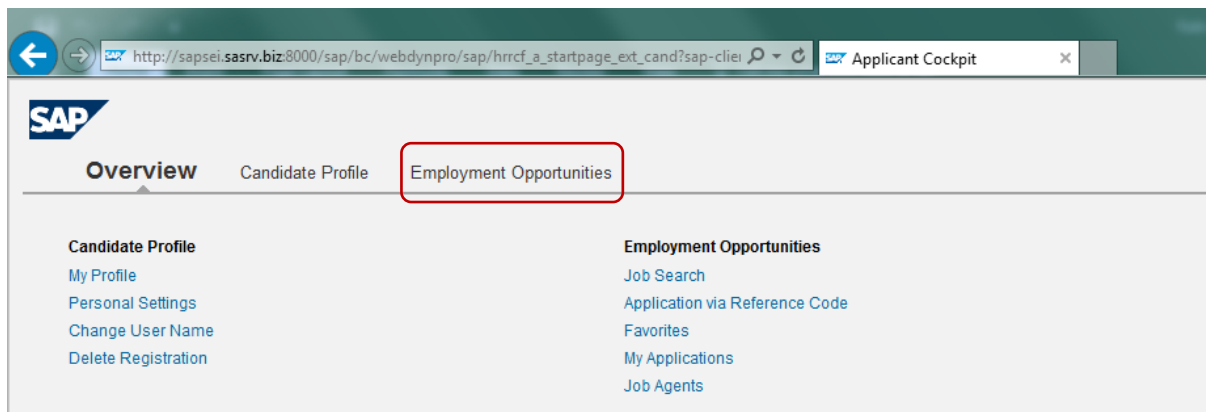 http://sapsei.sasrv.biz:8000/sap/bc/webdynpro/sap/hrrcf_a_startpage_ext_cand?sap-clie
Applicant Cockpit
SAP
Overview Candidate Profile Employment Opportunities
Candidate Profile
My Profile
Personal Settings
Change User Name
Delete Registration
Employment Opportunities
Job Search
Application via Reference Code
Favorites
My Applications
Job Agents